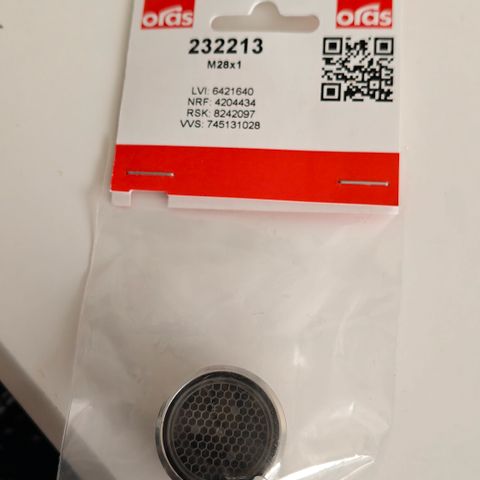 oras
oras
232213
M28x1
LVI: 6421640
NRF: 4204434
RSK: 8242097
VVS: 745131028